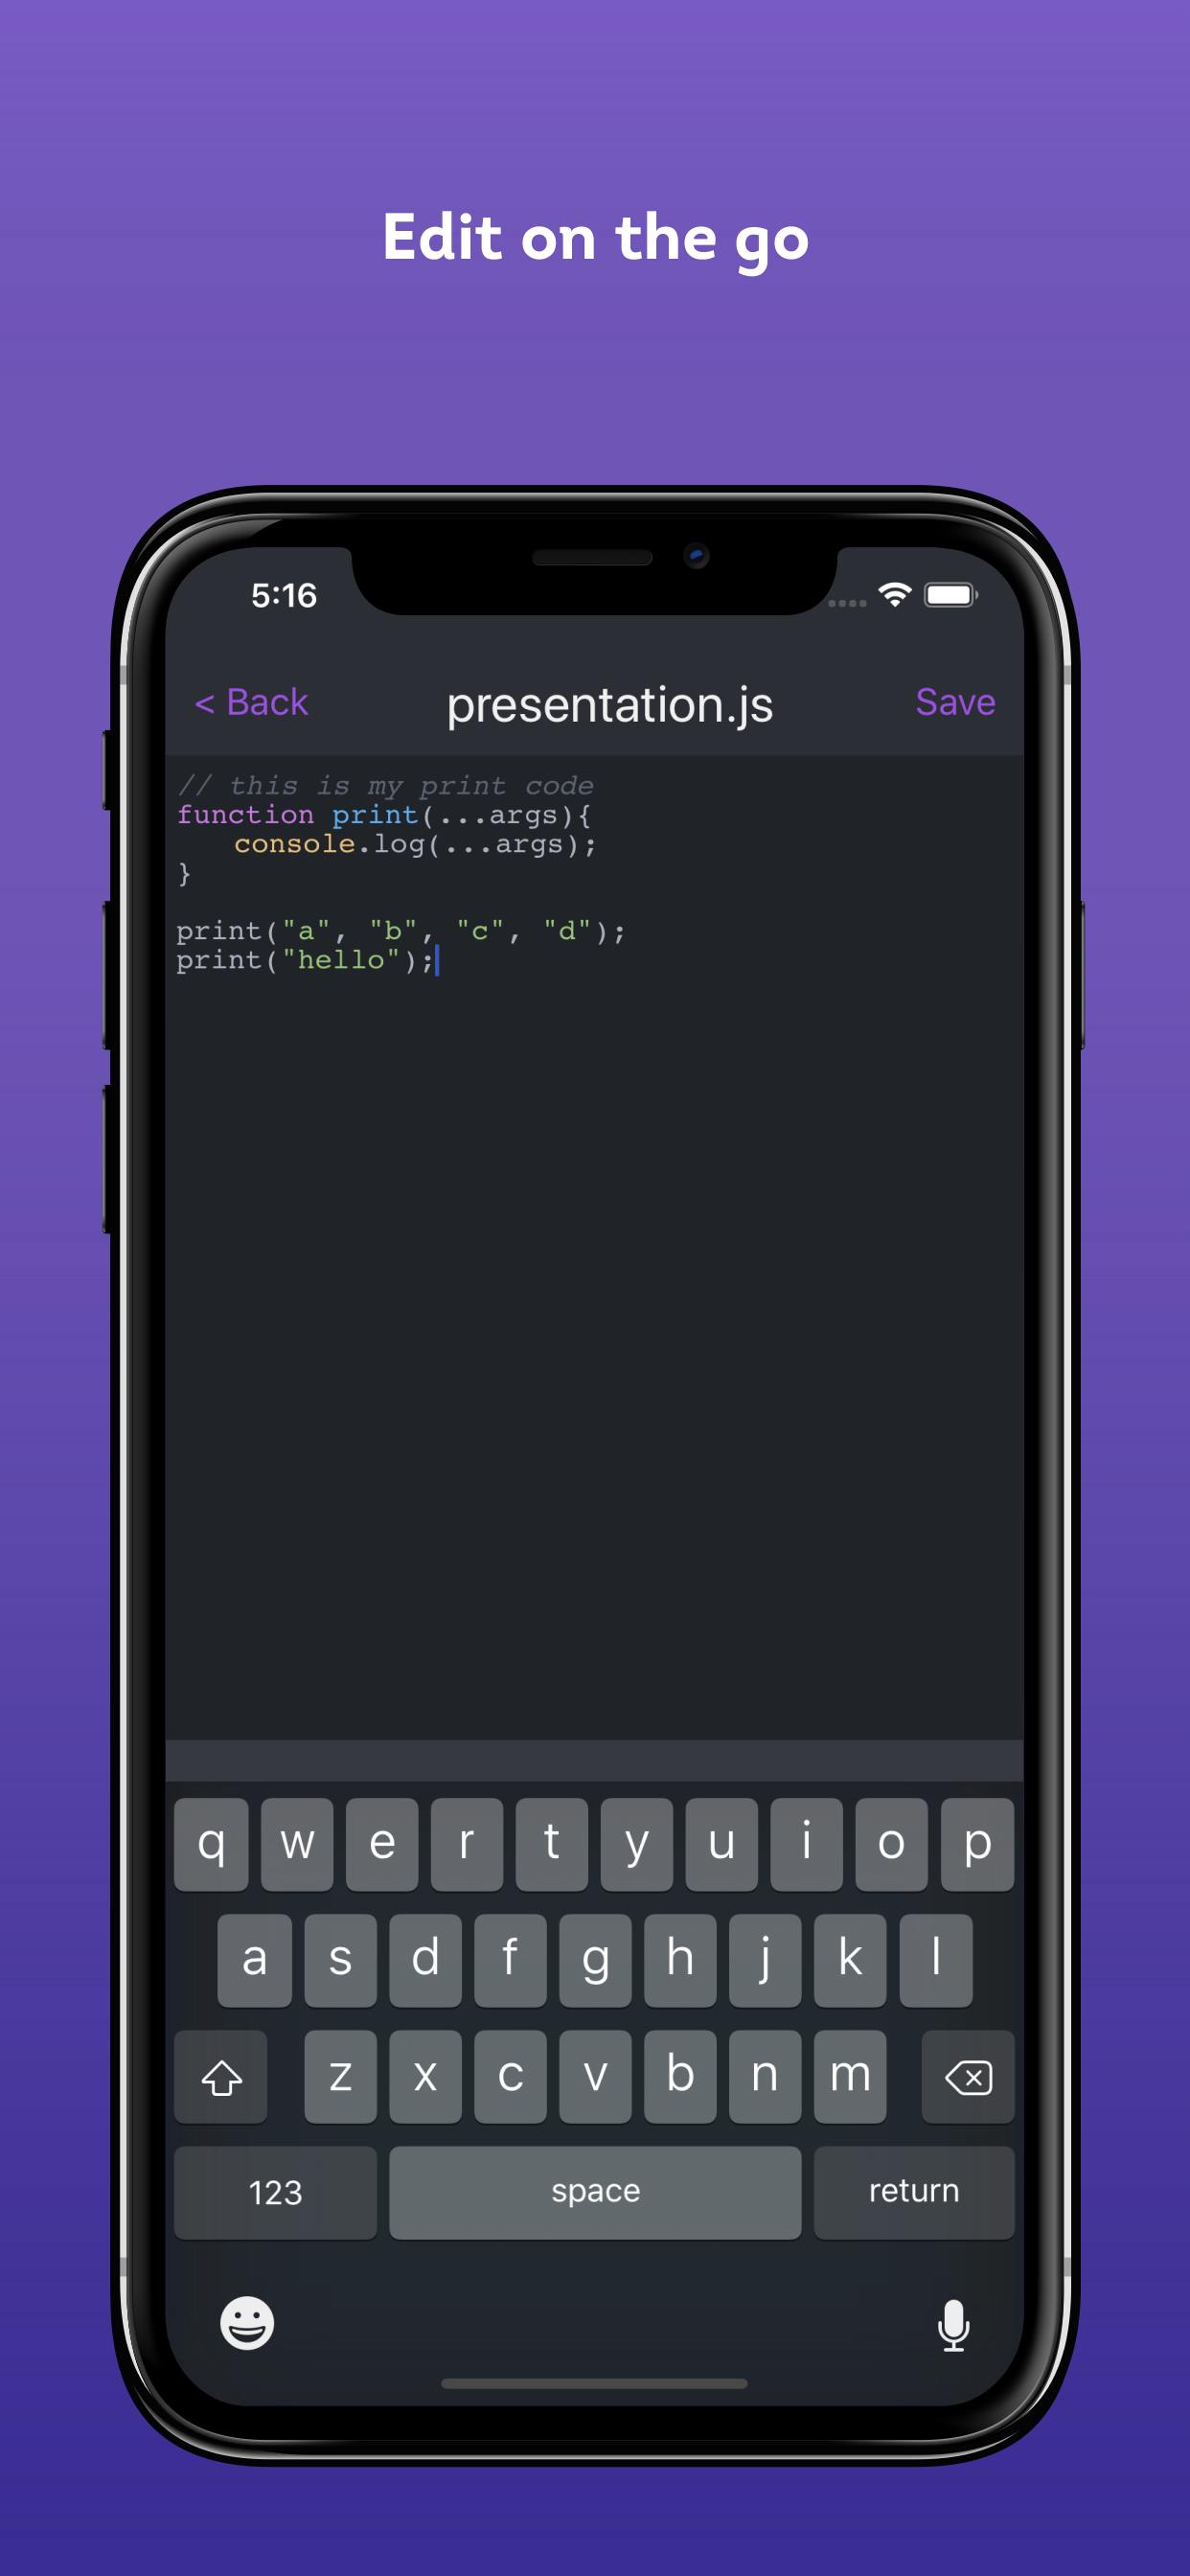 Edit on the go
5:16
< Back presentation.js Save
// this is my print code
function print(...args){
    console.log(...args);
}
print("a", "b", "c", "d");
print("hello");
q w e r t y u i o p
a s d f g h j k l
z x c v b n m
123 space return